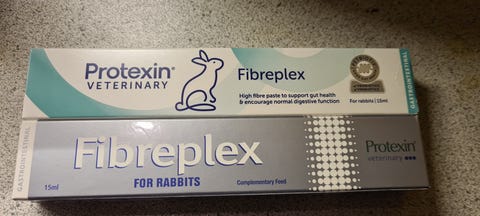 Protexin®
VETERINARY
Fibreplex
High fibre paste to support gut health
& encourage normal digestive function
For rabbits | 15ml
GASTROINTESTINAL
GASTROINTESTINAL
Fibreplex
15ml
FOR RABBITS
Complementary Feed
Protexin
veterinary